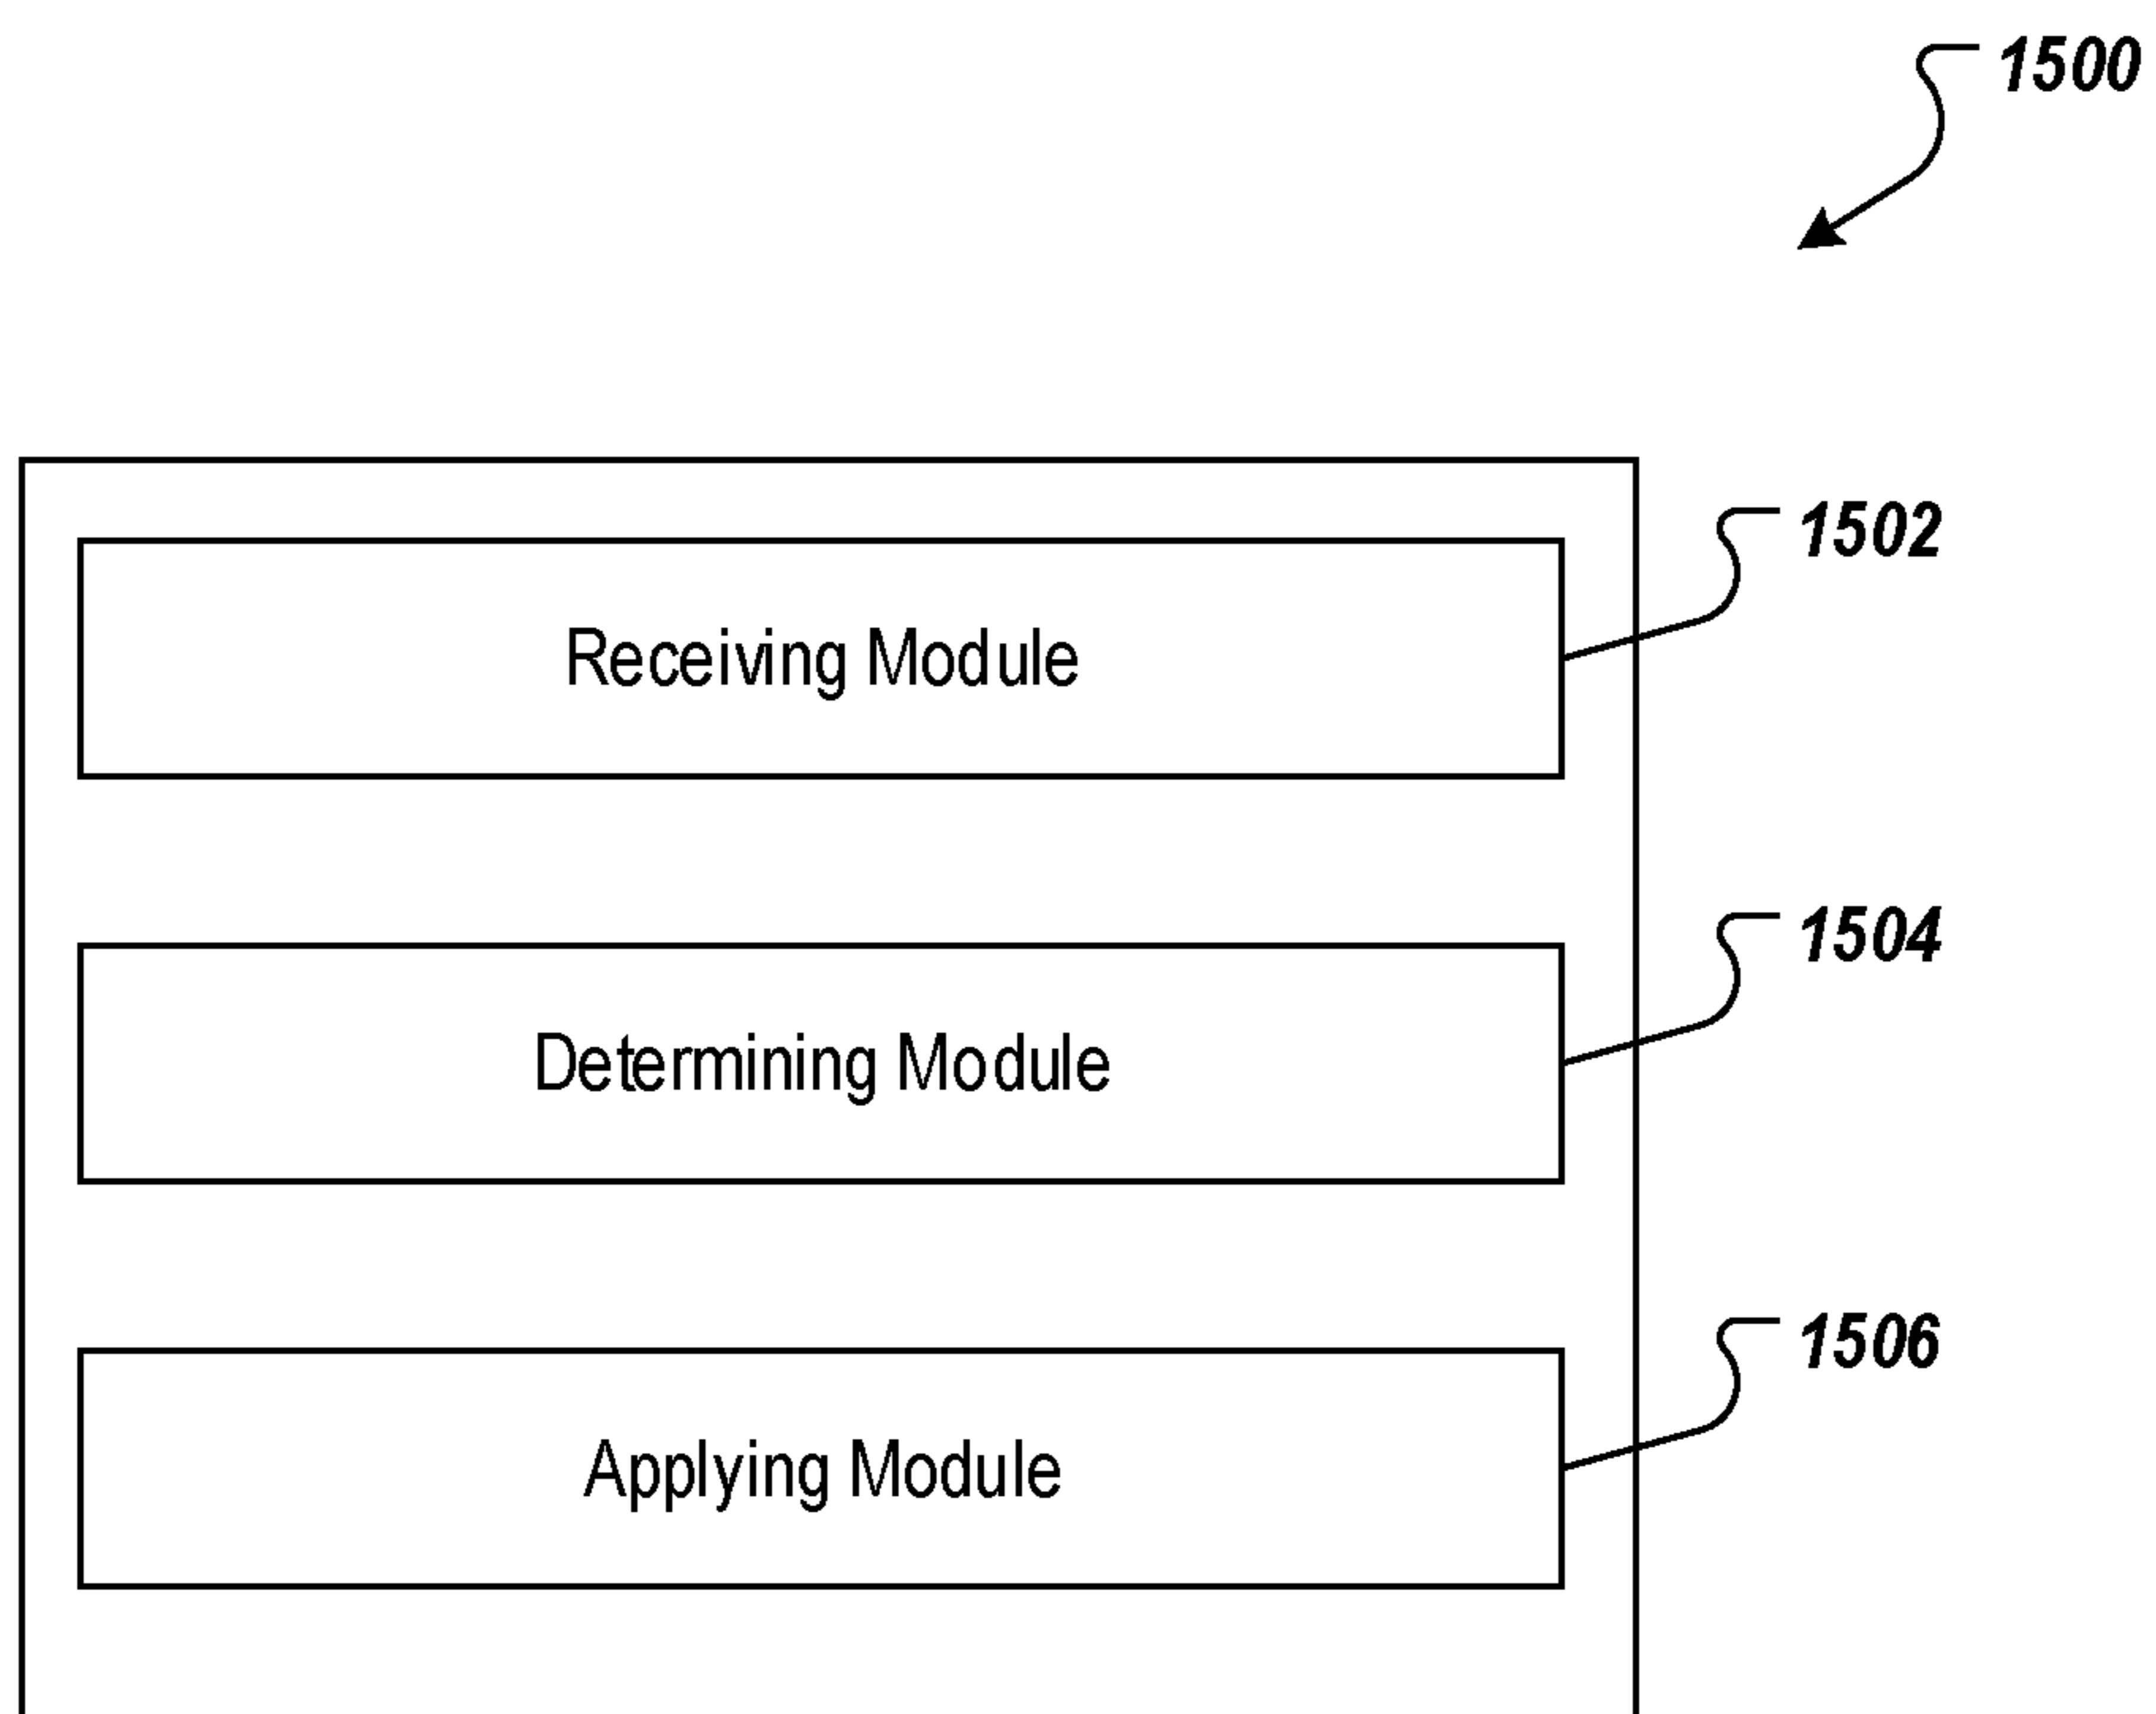 1500
1502
Receiving Module
1504
Determining Module
1506
Applying Module